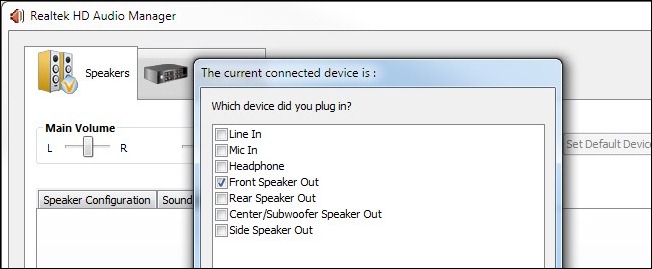 Realtek HD Audio Manager
Speakers
The current connected device is :
Which device did you plug in?
Main Volume
L R
Line In
Mic In
Headphone
Front Speaker Out
Rear Speaker Out
Center/Subwoofer Speaker Out
Side Speaker Out
Set Default Device
Speaker Configuration Sound